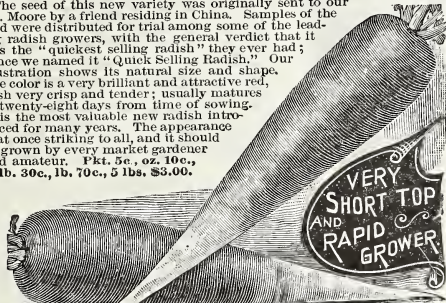 The seed of this new variety was originally sent to our
. Moore by a friend residing in China. Samples of the
d were distributed for trial among some of the lead-
g radish growers, with the general verdict that it
s the "quickest selling radish" they ever had;
nce we named it "Quick Selling Radish." Our
ustration shows its natural size and shape.
e color is a very brilliant and attractive red,
sh very crisp and tender; usually matures
twenty-eight days from time of sowing.
is the most valuable new radish intro-
ced for many years. The appearance
at once striking to all, and it should
grown by every market gardener
d amateur. Pkt. 5c., oz. 10c.,
lb. 30c., lb. 70c., 5 lbs. $3.00.
VERY
SHORT TOP
AND
RAPID
GROWER